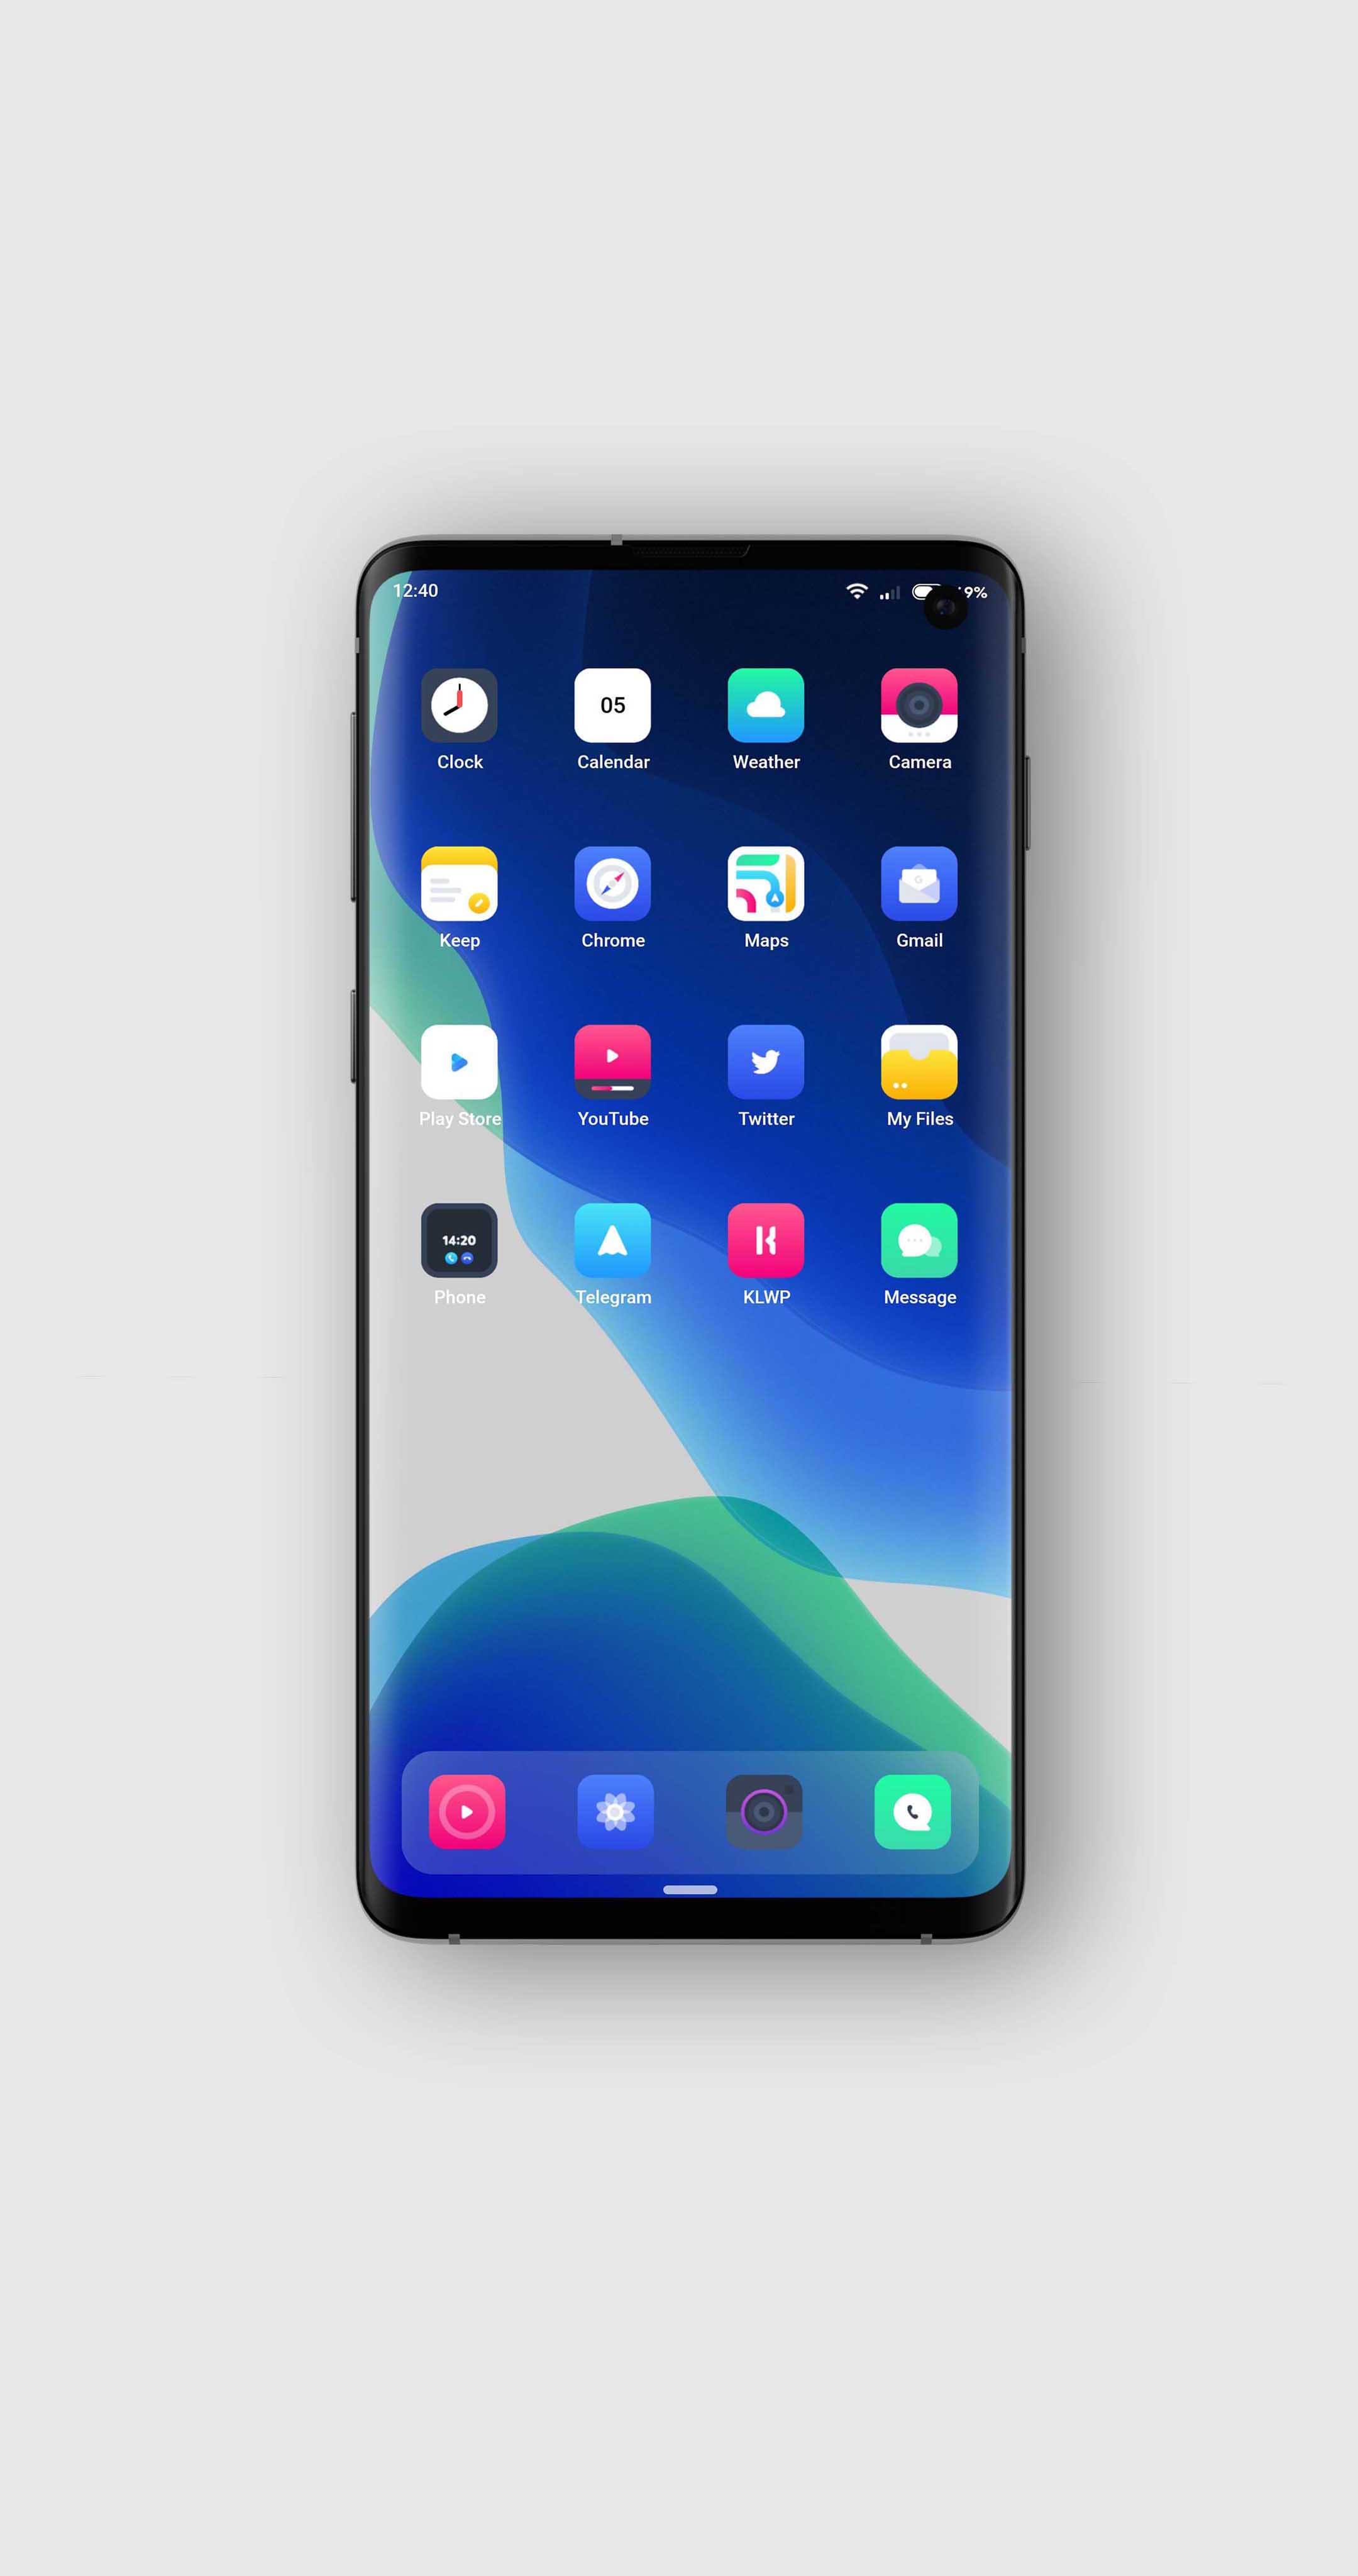 12:40 9%
05
Clock Calendar Weather Camera
G
Keep Chrome Maps Gmail
Play Store YouTube Twitter My Files
14:20
Phone Telegram KLWP Message